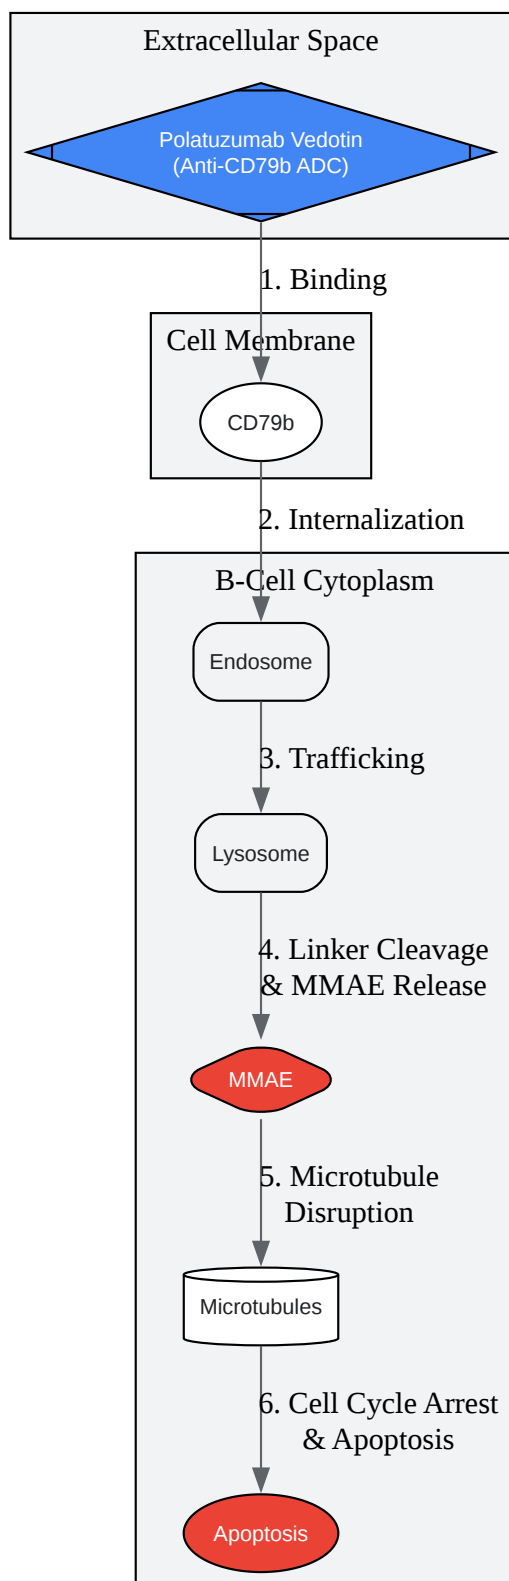 Extracellular Space
Polatuzumab Vedotin
(Anti-CD79b ADC)
1. Binding
Cell Membrane
CD79b
2. Internalization
B-Cell Cytoplasm
Endosome
3. Trafficking
Lysosome
4. Linker Cleavage
& MMAE Release
MMAE
5. Microtubule
Disruption
Microtubules
6. Cell Cycle Arrest
& Apoptosis
Apoptosis